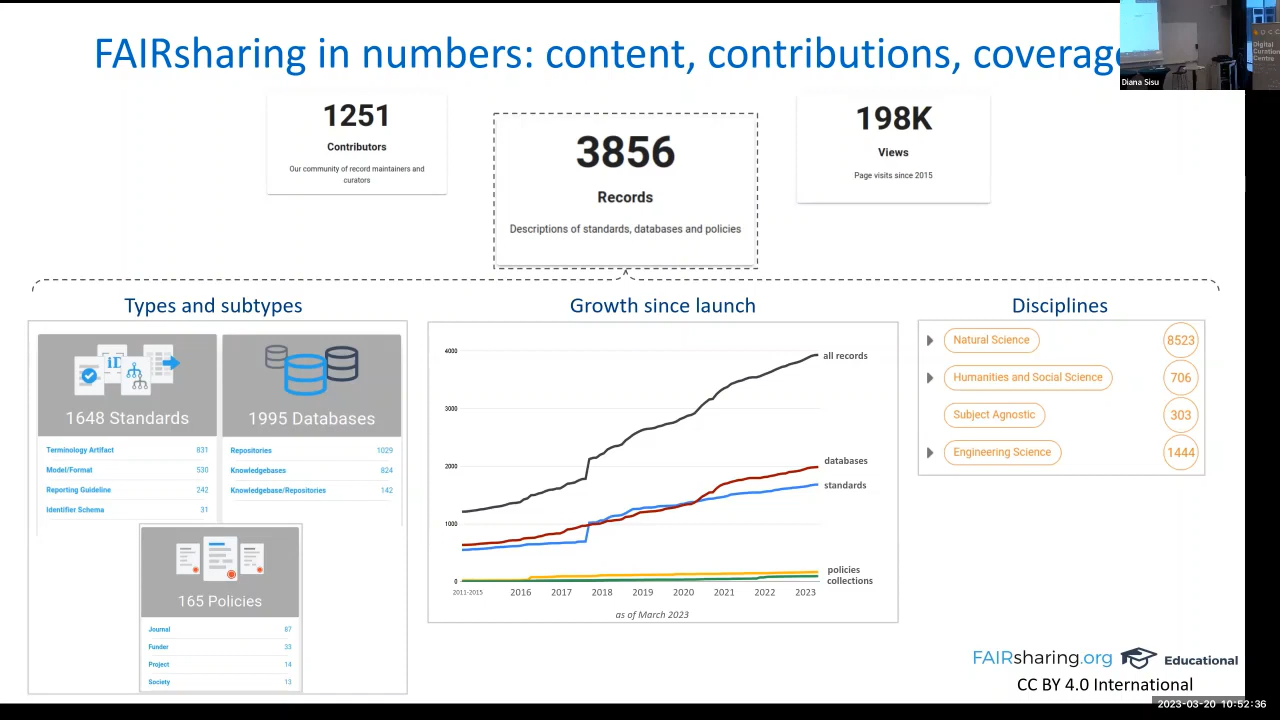 FAIRsharing in numbers: content, contributions, coverage
Diana Sisu
Digital
Curation
Centre
1251
Contributors
Our community of record maintainers and
curators
3856
Records
Descriptions of standards, databases and policies
198K
Views
Page visits since 2015
Types and subtypes
iD
1648 Standards
Terminology Artifact 831
Model/Format 530
Reporting Guideline 242
Identifier Schema 31
1995 Databases
Repositories 1029
Knowledgebases 824
Knowledgebase/Repositories 142
165 Policies
Journal 87
Funder 33
Project 14
Society 13
Growth since launch
4000
3000
2000
1000
0
all records
databases
standards
policies
collections
2011-2015 2016 2017 2018 2019 2020 2021 2022 2023
as of March 2023
Disciplines
Natural Science 8523
Humanities and Social Science 706
Subject Agnostic 303
Engineering Science 1444
FAIRsharing.org Educational
CC BY 4.0 International
2023-03-20 10:52:36